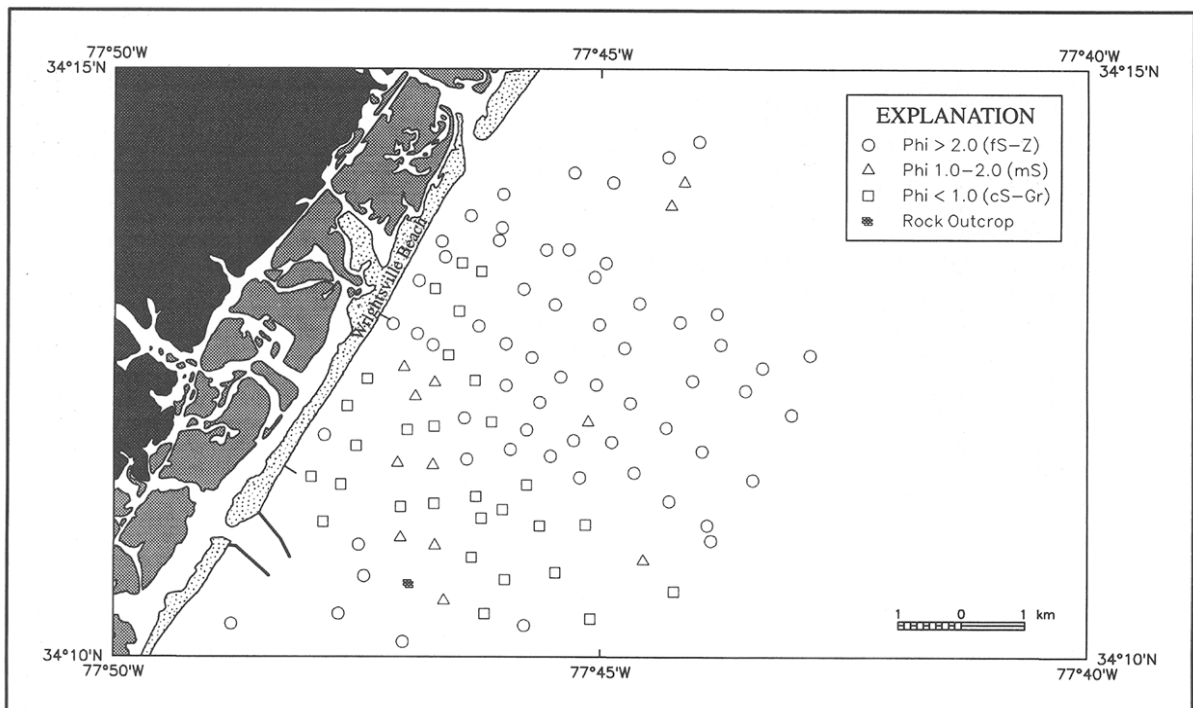 77°50'W 77°45'W 77°40'W
34°15'N 34°15'N
EXPLANATION
Phi > 2.0 (fS–Z)
Phi 1.0–2.0 (mS)
Phi < 1.0 (cS–Gr)
Rock Outcrop
Wrightsville Beach
1 0 1 km
34°10'N 34°10'N
77°50'W 77°45'W 77°40'W